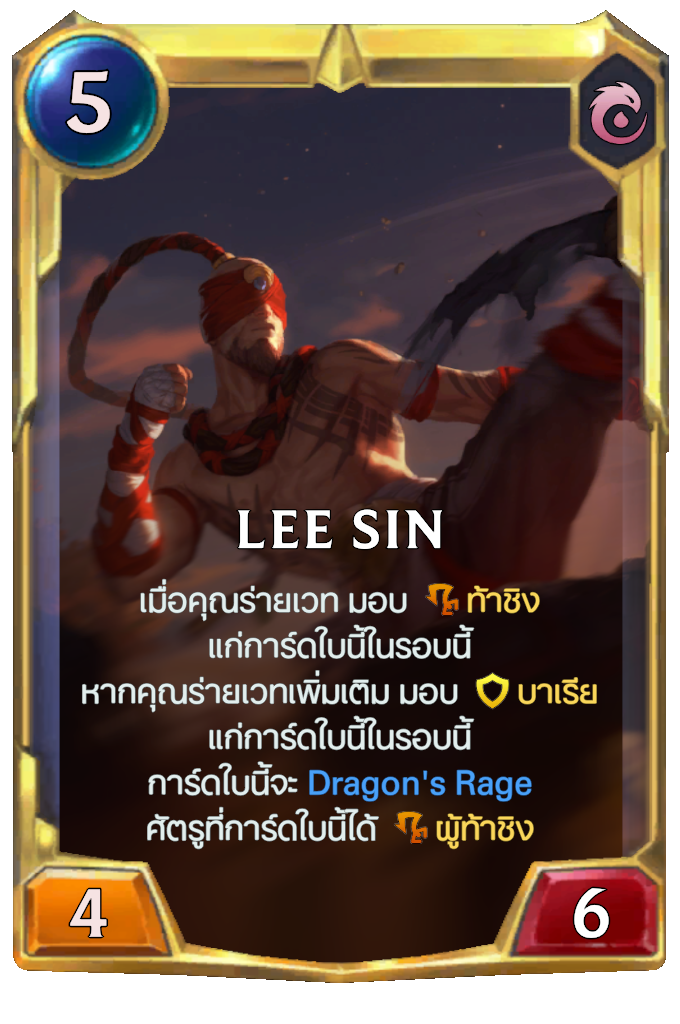 5
LEE SIN
เมื่อคุณร่ายเวท มอบ ท้าชิง
แก่การ์ดใบนี้ในรอบนี้
หากคุณร่ายเวทเพิ่มเติม มอบ บาเรีย
แก่การ์ดใบนี้ในรอบนี้
การ์ดใบนี้จะ Dragon's Rage
ศัตรูที่การ์ดใบนี้ได้ ผู้ท้าชิง
4
6